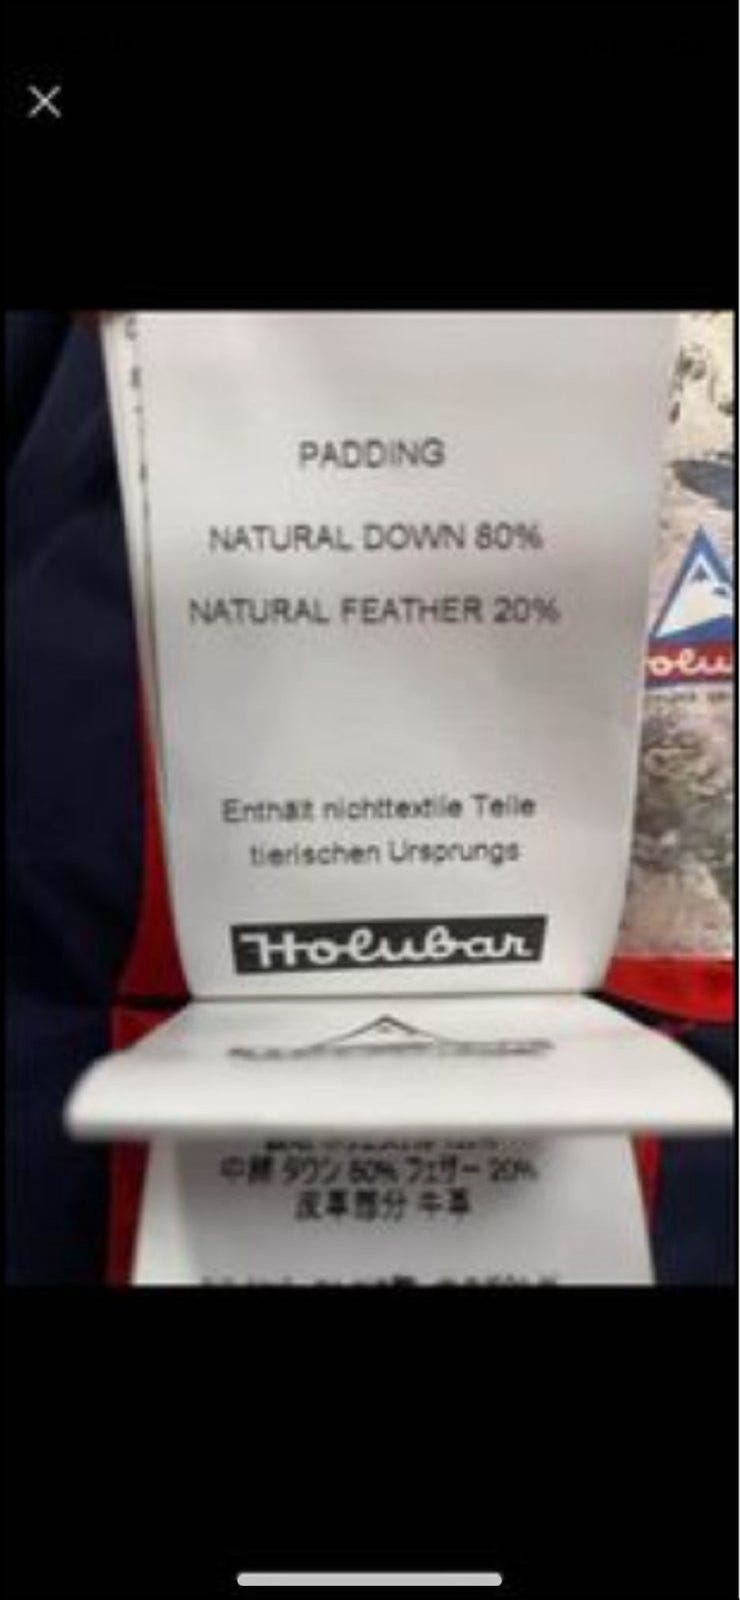 PADDING
NATURAL DOWN 80%
NATURAL FEATHER 20%
Enthält nichttextile Teile
tierischen Ursprungs
Holubar
olu
中綿 ダウン 80% フェザー 20%
皮革部分 牛革